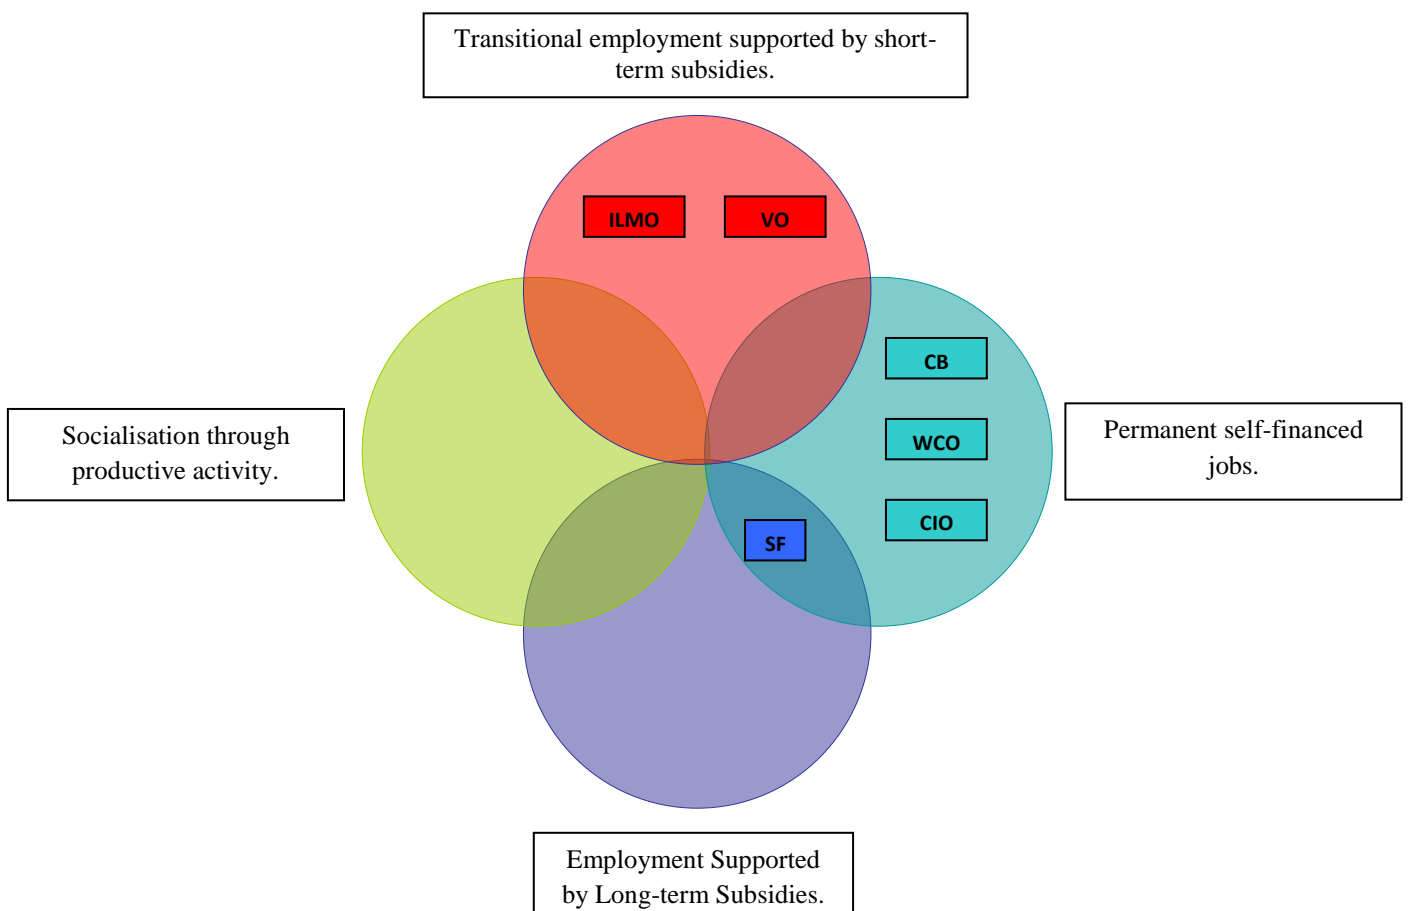 Transitional employment supported by short-
term subsidies.
ILMO
VO
CB
Socialisation through
productive activity.
WCO
Permanent self-financed
jobs.
CIO
SF
Employment Supported
by Long-term Subsidies.